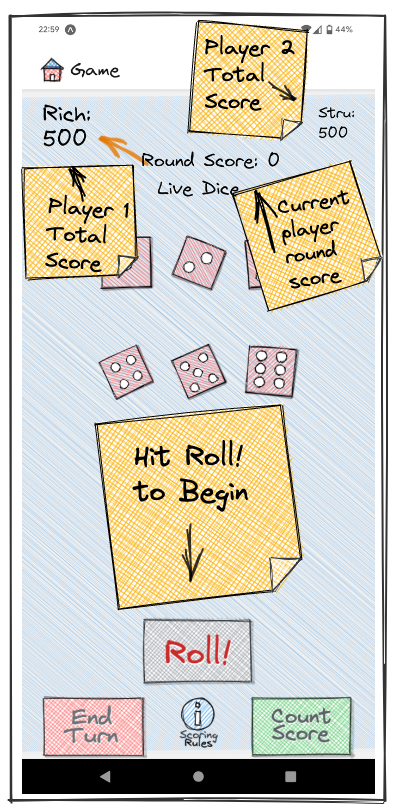 22:59
44%
Game
Player 2
Total
Score
Rich:
500
Stru:
500
Round Score: 0
Live Dice
Player 1
Total
Score
Current
player
round
score
Hit Roll!
to Begin
Roll!
End
Turn
i
Scoring
Rules
Count
Score